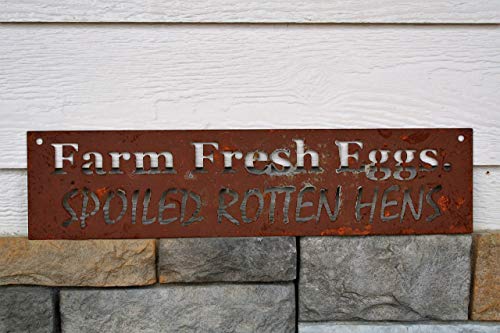 Farm Fresh Eggs.
SPOILED ROTTEN HENS